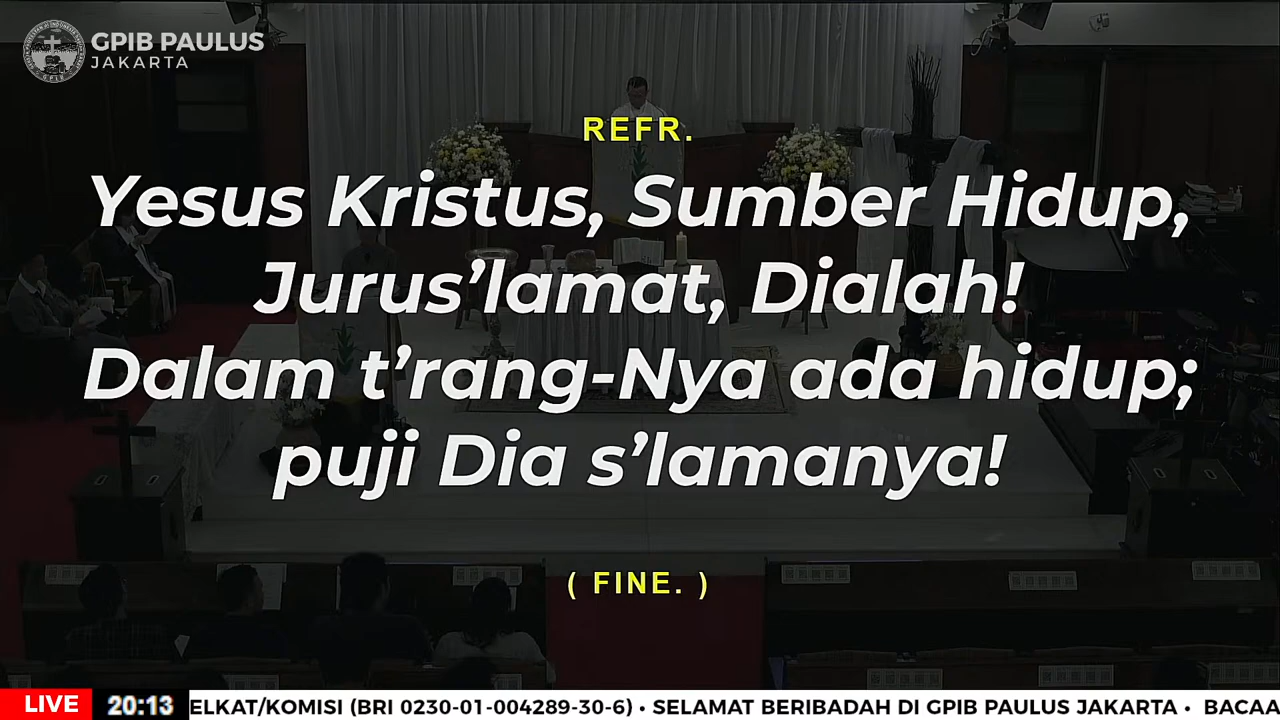 GPIB PAULUS
JAKARTA
REFR.
Yesus Kristus, Sumber Hidup,
Jurus’lamat, Dialah!
Dalam t’rang-Nya ada hidup;
puji Dia s’lamanya!
( FINE. )
LIVE
20:13
ELKAT/KOMISI (BRI 0230-01-004289-30-6) • SELAMAT BERIBADAH DI GPIB PAULUS JAKARTA • BACAA